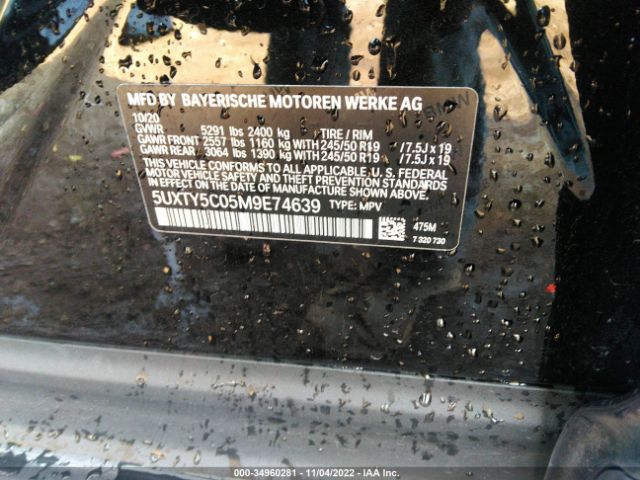 MFD BY BAYERISCHE MOTOREN WERKE AG
10/20
GVWR 5291 lbs 2400 kg TIRE / RIM
GAWR FRONT 2557 lbs 1160 kg WITH 245/50 R19 / 7.5J x 19
GAWR REAR 3064 lbs 1390 kg WITH 245/50 R19 / 7.5J x 19
THIS VEHICLE CONFORMS TO ALL APPLICABLE U. S. FEDERAL
MOTOR VEHICLE SAFETY AND BUMPER STANDARDS AND
THEFT PREVENTION STANDARDS IN EFFECT ON THE DATE OF
MANUFACTURE SHOWN ABOVE.
5UXTY5C05M9E74639 TYPE: MPV
475M
7 320 730
000-34960281 - 11/04/2022 - IAA Inc.